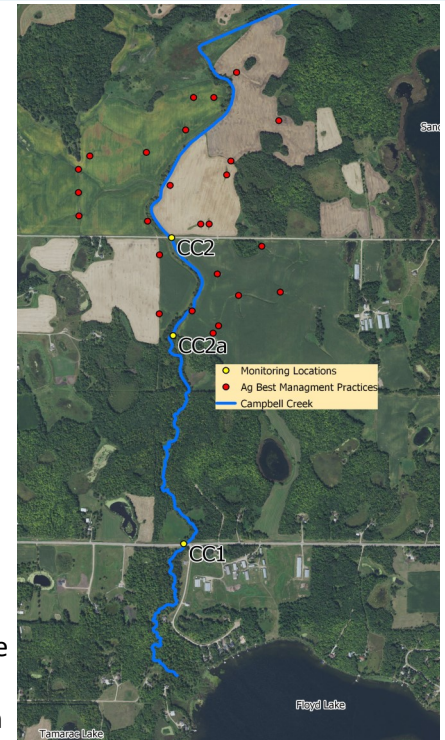 Sand
CC2
CC2a
Monitoring Locations
Ag Best Managment Practices
Campbell Creek
CC1
e
n
Floyd Lake
Tamarac Lake